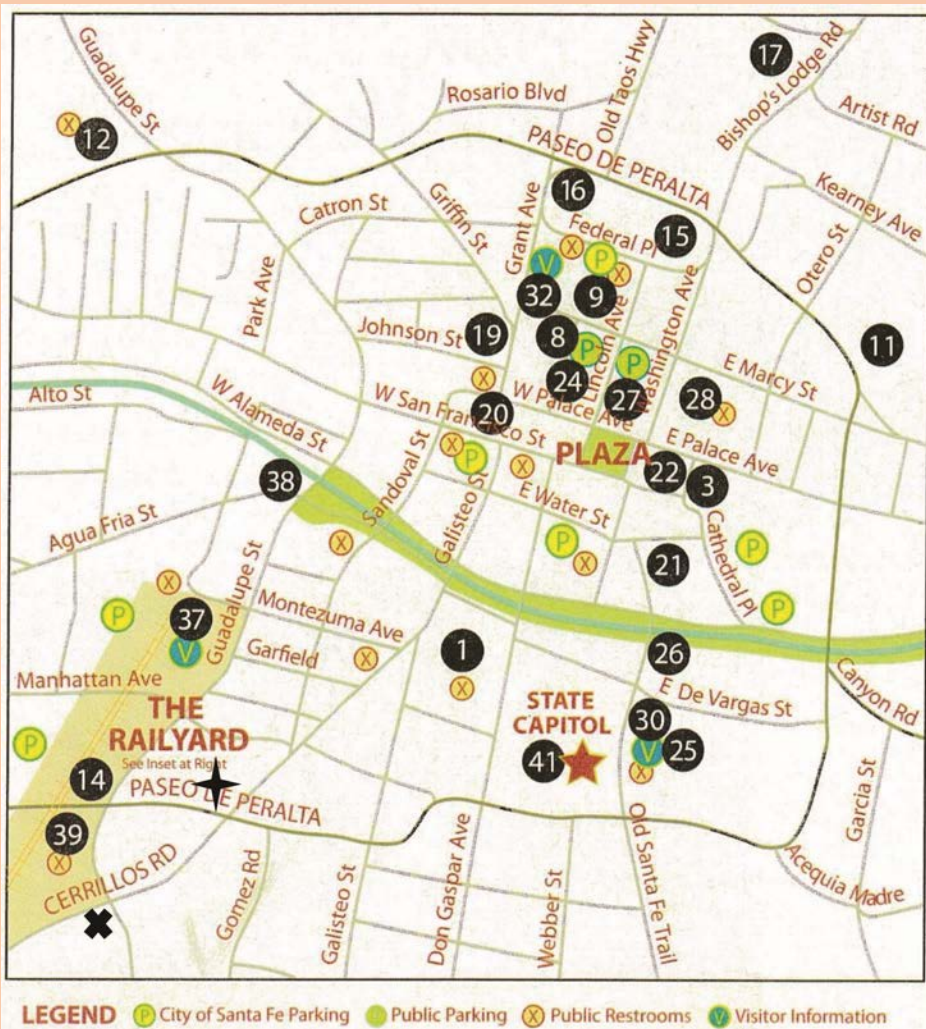 Guadalupe St
Old Taos Hwy
17
Bishop's Lodge Rd
Rosario Blvd
Artist Rd
X
12
PASEO DE PERALTA
Kearney Ave
16
Catron St
Griffin St
Grant Ave
Federal Pl
15
Otero St
V
X
P
X
Park Ave
32
9
Lincoln Ave
Washington Ave
Johnson St
19
8
P
P
11
E Marcy St
Alto St
W Alameda St
X
24
27
28
X
W San Francisco St
20
W Palace Ave
PLAZA
E Palace Ave
X
P
X
22
3
38
Sandoval St
Galisteo St
E Water St
Cathedral Pl
Agua Fria St
X
P
X
21
P
P
X
P
37
V
Guadalupe St
Montezuma Ave
Garfield
X
1
X
26
Manhattan Ave
THE
RAILYARD
See Inset at Right
STATE
CAPITOL
E De Vargas St
Canyon Rd
30
V
25
X
P
41
14
PASEO DE PERALTA
39
X
CERRILLOS RD
Gomez Rd
Galisteo St
Don Gaspar Ave
Webber St
Old Santa Fe Trail
Garcia St
Acequia Madre
LEGEND P City of Santa Fe Parking Public Parking X Public Restrooms V Visitor Information